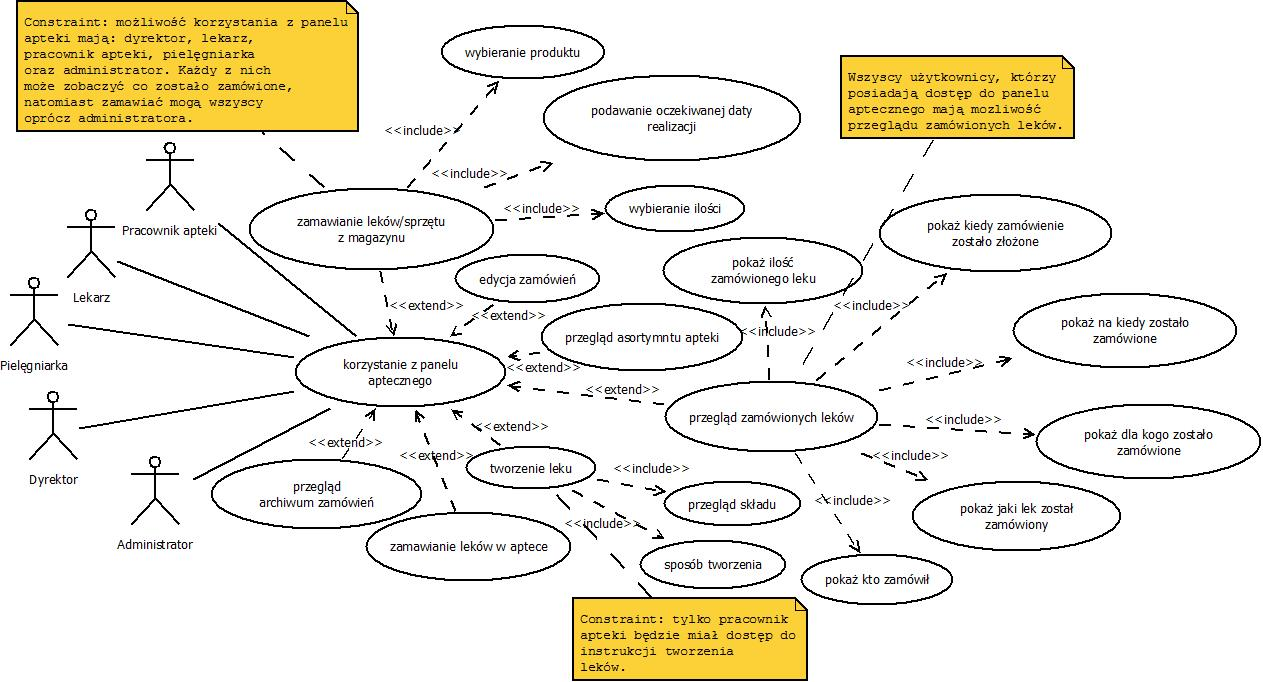 Constraint: możliwość korzystania z panelu
apteki mają: dyrektor, lekarz,
pracownik apteki, pielęgniarka
oraz administrator. Każdy z nich
może zobaczyć co zostało zamówione,
natomiast zamawiać mogą wszyscy
oprócz administratora.
wybieranie produktu
podawanie oczekiwanej daty
realizacji
Wszyscy użytkownicy, którzy
posiadają dostęp do panelu
aptecznego mają mozliwość
przeglądu zamówionych leków.
<<include>>
<<include>>
<<include>>
wybieranie ilości
Pracownik apteki
zamawianie leków/sprzętu
z magazynu
pokaż kiedy zamówienie
zostało złożone
Lekarz
edycja zamówień
pokaż ilość
zamówionego leku
<<extend>>
<<extend>>
<<include>>
<<include>>
przegląd asortymntu apteki
pokaż na kiedy zostało
zamówione
Pielęgniarka
korzystanie z panelu
aptecznego
<<extend>>
<<include>>
<<extend>>
przegląd zamówionych leków
<<include>>
pokaż dla kogo zostało
zamówione
<<extend>>
<<extend>>
<<extend>>
<<include>>
Dyrektor
tworzenie leku
<<include>>
przegląd
archiwum zamówień
przegląd składu
<<include>>
pokaż jaki lek został
zamówiony
<<include>>
Administrator
zamawianie leków w aptece
sposób tworzenia
pokaż kto zamówił
Constraint: tylko pracownik
apteki będzie miał dostęp do
instrukcji tworzenia
leków.